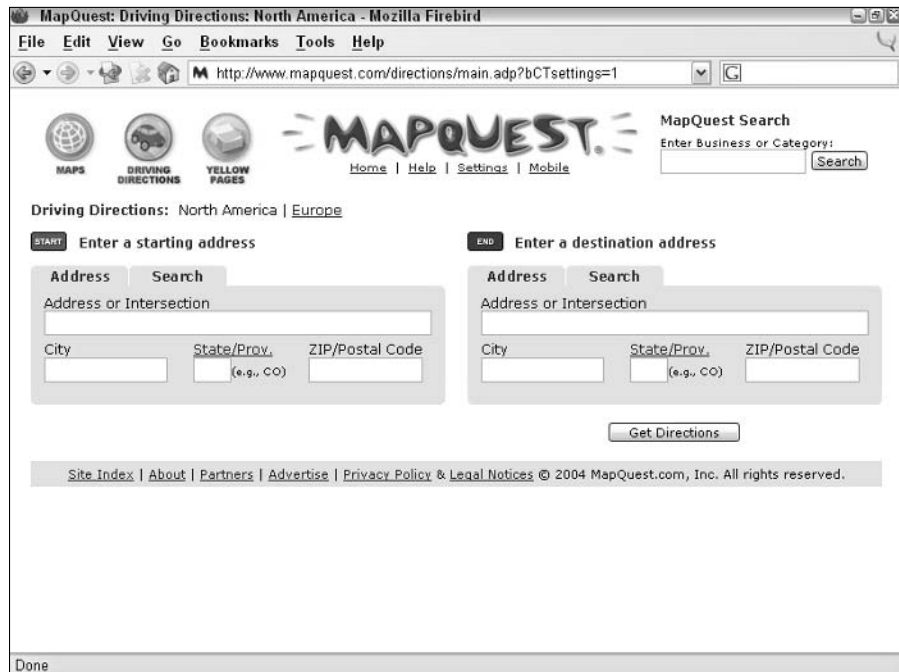 MapQuest: Driving Directions: North America - Mozilla Firebird
File Edit View Go Bookmarks Tools Help
M http://www.mapquest.com/directions/main.adp?bCTsettings=1 G
MAPS
DRIVING DIRECTIONS
YELLOW PAGES
MAPQUEST.
Home | Help | Settings | Mobile
MapQuest Search
Enter Business or Category:
Search
Driving Directions: North America | Europe
START Enter a starting address
Address Search
Address or Intersection
City State/Prov. ZIP/Postal Code
(e.g., CO)
END Enter a destination address
Address Search
Address or Intersection
City State/Prov. ZIP/Postal Code
(e.g., CO)
Get Directions
Site Index | About | Partners | Advertise | Privacy Policy & Legal Notices © 2004 MapQuest.com, Inc. All rights reserved.
Done